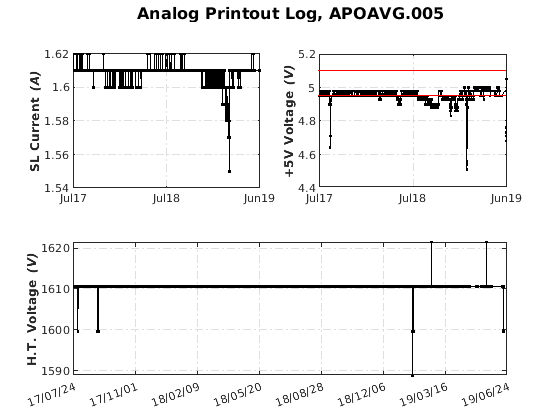 Analog Printout Log, APOAVG.005
SL Current (A)
1.62
1.6
1.58
1.56
1.54
Jul17
Jul18
Jun19
+5V Voltage (V)
5.2
5
4.8
4.6
4.4
Jul17
Jul18
Jun19
H.T. Voltage (V)
1620
1610
1600
1590
17/07/24
17/11/01
18/02/09
18/05/20
18/08/28
18/12/06
19/03/16
19/06/24